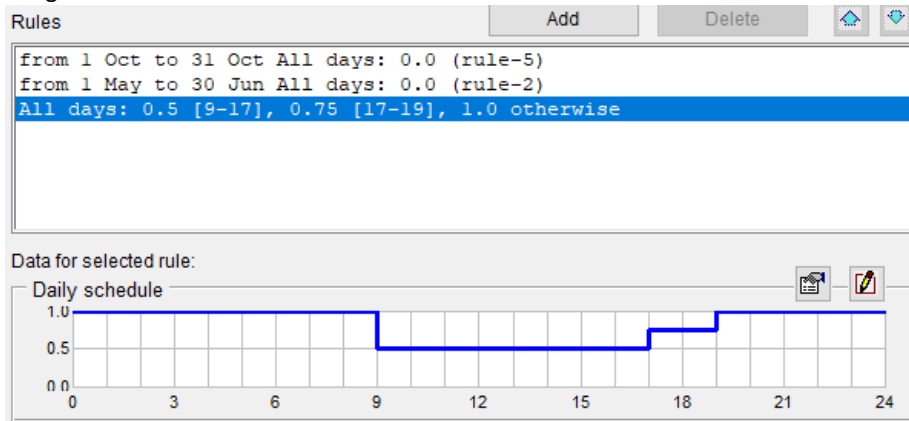 Rules Add Delete
from 1 Oct to 31 Oct All days: 0.0 (rule-5)
from 1 May to 30 Jun All days: 0.0 (rule-2)
All days: 0.5 [9-17], 0.75 [17-19], 1.0 otherwise
Data for selected rule:
Daily schedule
1.0
0.5
0.0
0 3 6 9 12 15 18 21 24